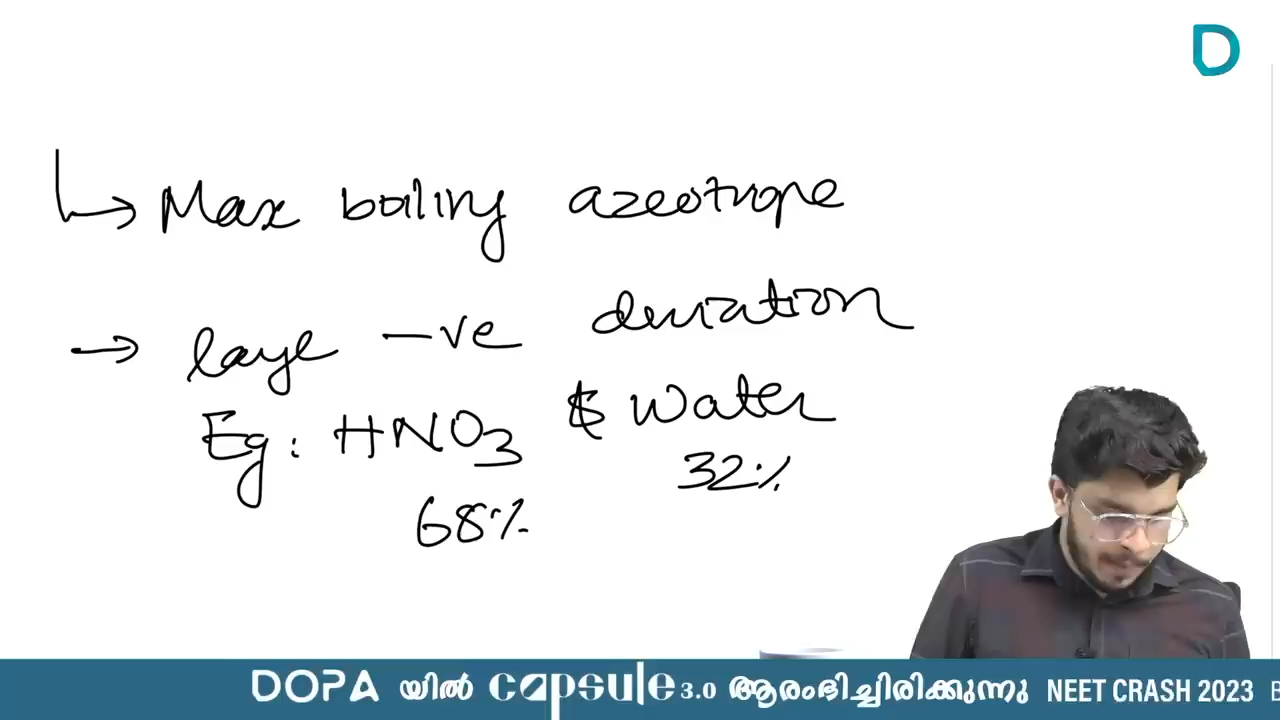 D
↳ Max boiling azeotrope
→ large -ve deviation
Eg: HNO3 & Water
68% 32%
DOPA യിൽ capsule 3.0 ആരംഭിച്ചിരിക്കുന്നു NEET CRASH 2023 B